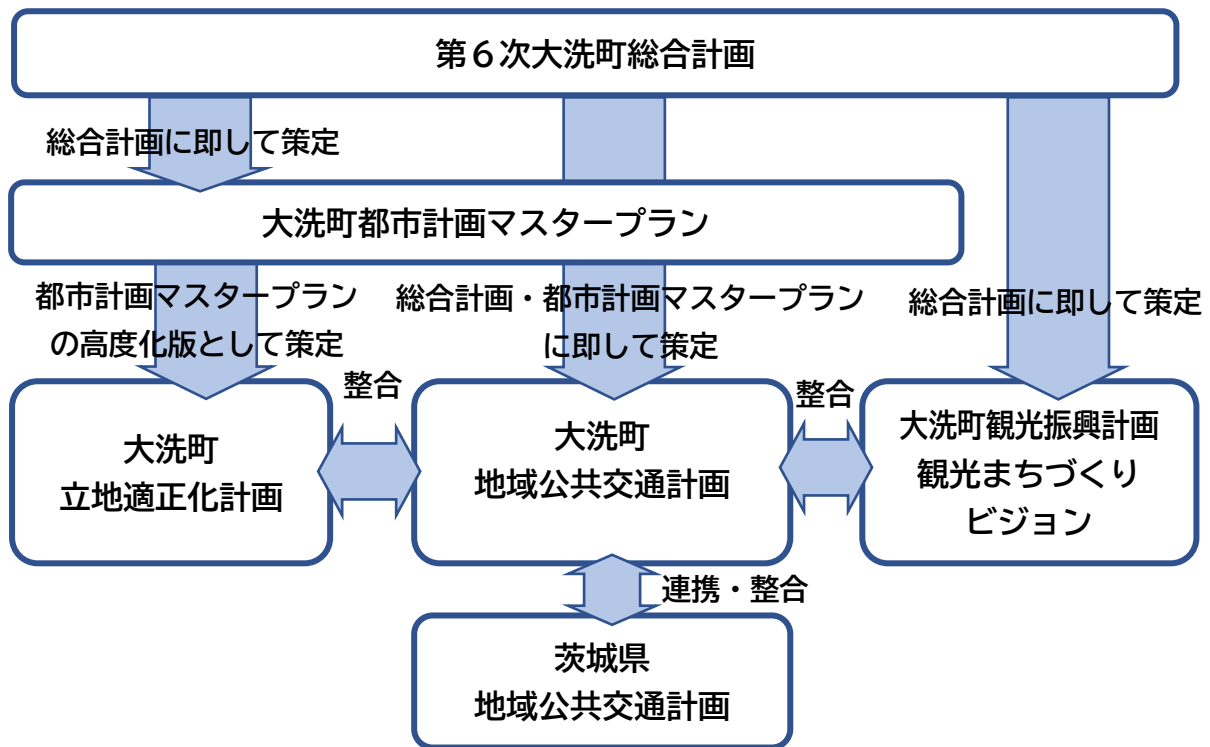 第６次大洗町総合計画
総合計画に即して策定
大洗町都市計画マスタープラン
都市計画マスタープラン
の高度化版として策定
総合計画・都市計画マスタープラン
に即して策定
総合計画に即して策定
整合
整合
大洗町
立地適正化計画
大洗町
地域公共交通計画
大洗町観光振興計画
観光まちづくり
ビジョン
連携・整合
茨城県
地域公共交通計画